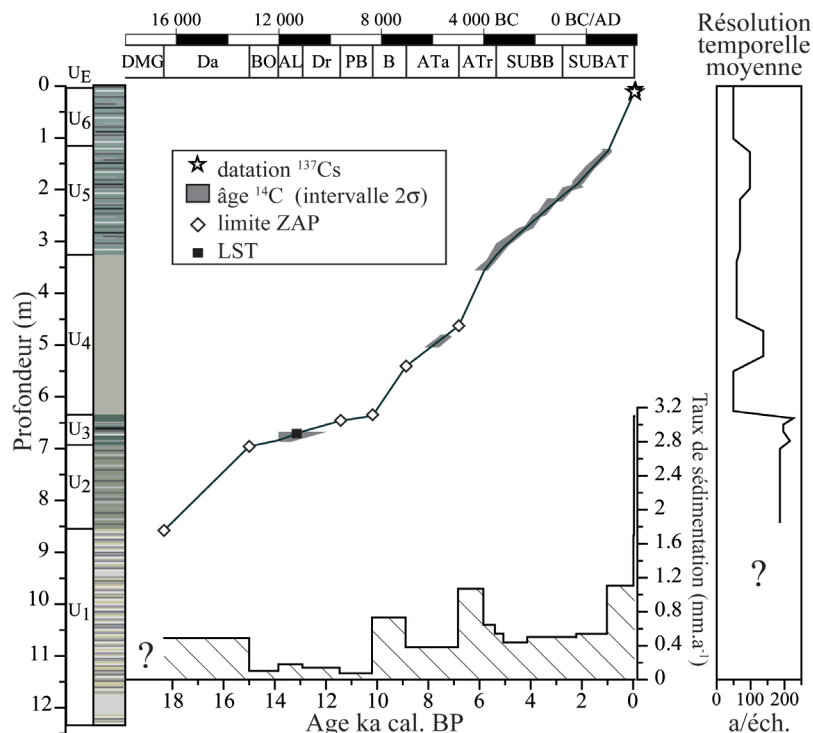 16 000 12 000 8 000 4 000 BC 0 BC/AD
Résolution
temporelle
moyenne
DMG Da BO AL Dr PB B ATa ATr SUBB SUBAT
UE
0
1
2
3
4
5
6
7
8
9
10
11
12
Profondeur (m)
U6
U5
U4
U3
U2
U1
datation 137Cs
âge 14C (intervalle 2σ)
limite ZAP
LST
3.2
2.8
2.4
2
1.6
1.2
0.8
0.4
0
Taux de sédimentation (mm.a-1)
?
?
18 16 14 12 10 8 6 4 2 0
Age ka cal. BP
0 100 200
a/éch.